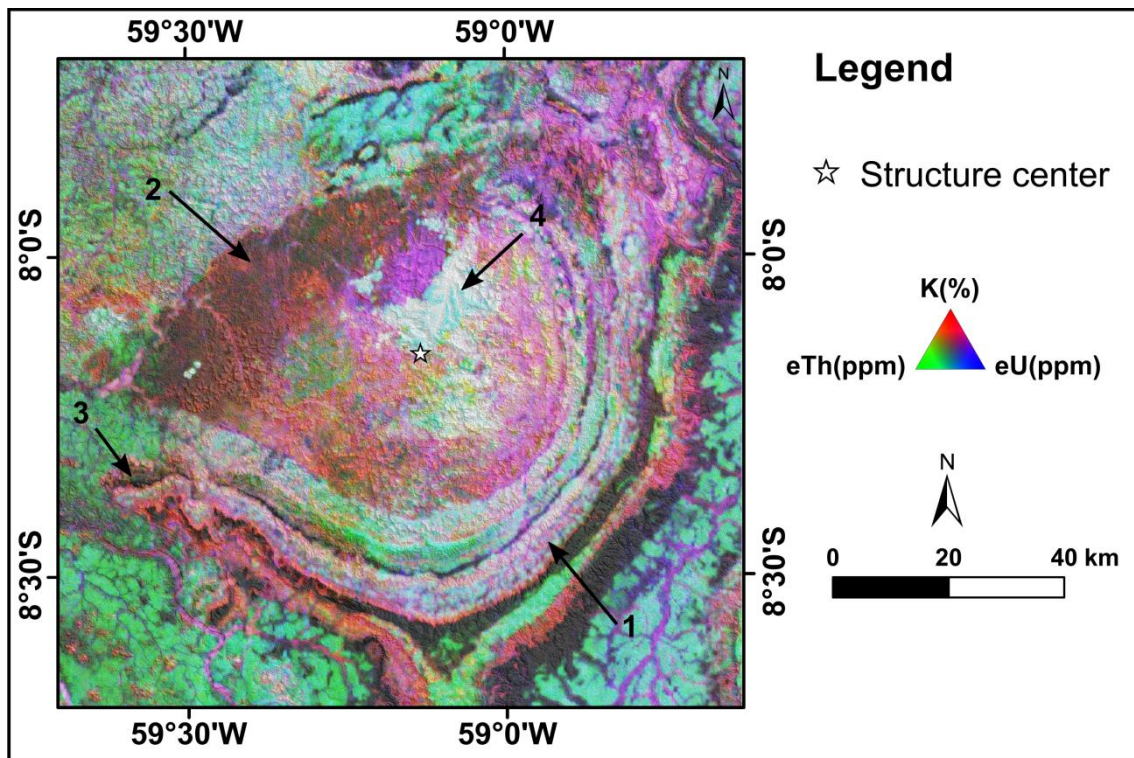 59°30'W 59°0'W
Legend
N
Structure center
2
4
8°0'S 8°0'S
K(%)
eTh(ppm) eU(ppm)
3
N
0 20 40 km
8°30'S 8°30'S
1
59°30'W 59°0'W